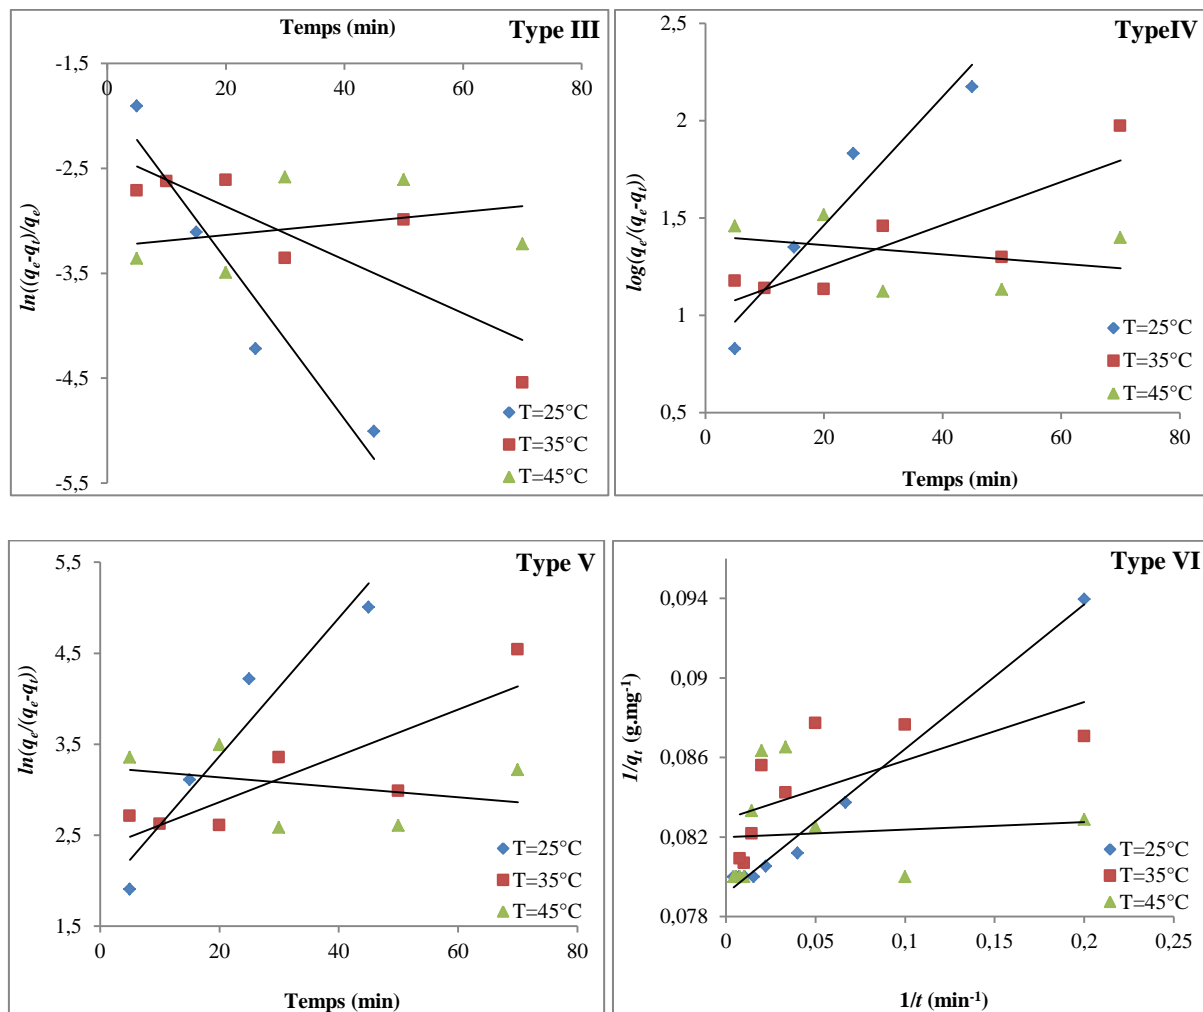 Temps (min)
Type III
-1,5
0
20
40
60
80
-2,5
-3,5
-4,5
-5,5
ln((qe-qt)/qe)
T=25°C
T=35°C
T=45°C
TypeIV
2,5
2
1,5
1
0,5
0
20
40
60
80
log(qe/(qe-qt))
Temps (min)
T=25°C
T=35°C
T=45°C
Type V
5,5
4,5
3,5
2,5
1,5
0
20
40
60
80
ln(qe/(qe-qt))
Temps (min)
T=25°C
T=35°C
T=45°C
Type VI
0,094
0,09
0,086
0,082
0,078
0
0,05
0,1
0,15
0,2
0,25
1/qt (g.mg-1)
1/t (min-1)
T=25°C
T=35°C
T=45°C